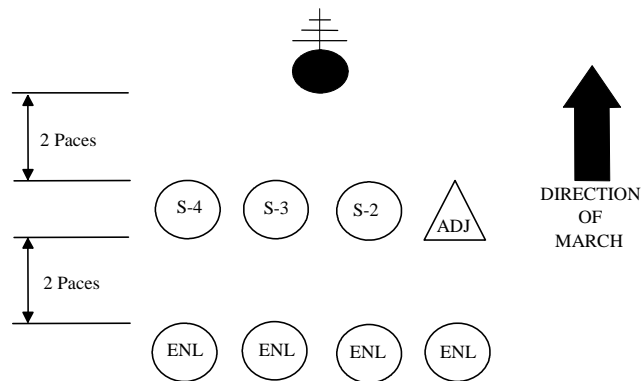 2 Paces
S-4 S-3 S-2 ADJ
DIRECTION
OF
MARCH
2 Paces
ENL ENL ENL ENL